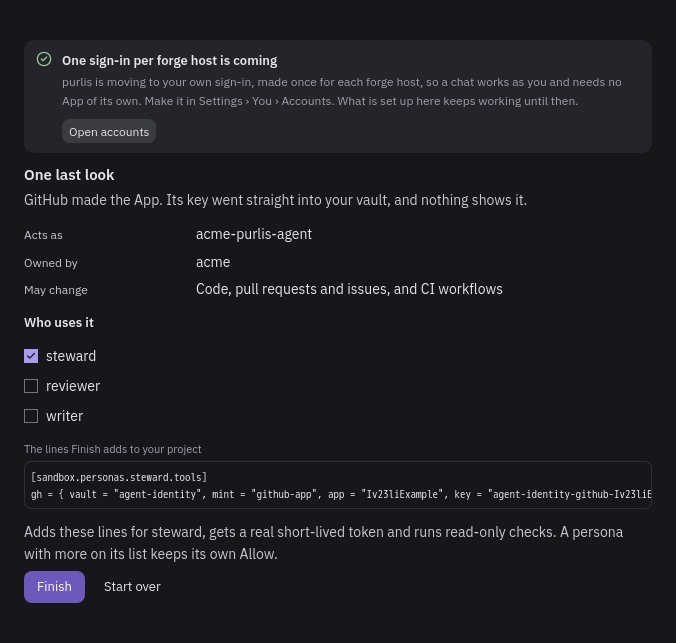 One sign-in per forge host is coming
purlis is moving to your own sign-in, made once for each forge host, so a chat works as you and needs no
App of its own. Make it in Settings › You › Accounts. What is set up here keeps working until then.
Open accounts
One last look
GitHub made the App. Its key went straight into your vault, and nothing shows it.
Acts as
acme-purlis-agent
Owned by
acme
May change
Code, pull requests and issues, and CI workflows
Who uses it
steward
reviewer
writer
The lines Finish adds to your project
[sandbox.personas.steward.tools]
gh = { vault = "agent-identity", mint = "github-app", app = "Iv23liExample", key = "agent-identity-github-Iv23liE
Adds these lines for steward, gets a real short-lived token and runs read-only checks. A persona
with more on its list keeps its own Allow.
Finish
Start over